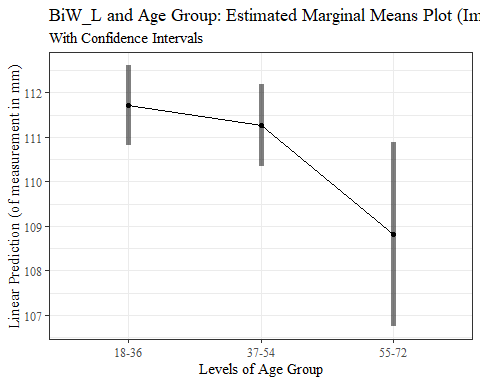 BiW_L and Age Group: Estimated Marginal Means Plot (Im
With Confidence Intervals
Linear Prediction (of measurement in mm)
112
111
110
109
108
107
18-36 37-54 55-72
Levels of Age Group